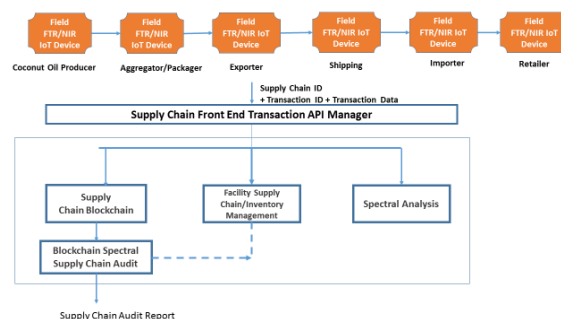 Field
FTR/NIR
IoT Device
Field
FTR/NIR
IoT Device
Field
FTR/NIR IoT
Device
Field
FTR/NIR IoT
Device
Field
FTR/NIR IoT
Device
Field
FTR/NIR
IoT Device
Coconut Oil Producer
Aggregator/Packager
Exporter
Shipping
Importer
Retailer
Supply Chain ID
+ Transaction ID + Transaction Data
Supply Chain Front End Transaction API Manager
Supply
Chain Blockchain
Facility Supply
Chain/Inventory
Management
Spectral Analysis
Blockchain Spectral
Supply Chain Audit
Supply Chain Audit Report